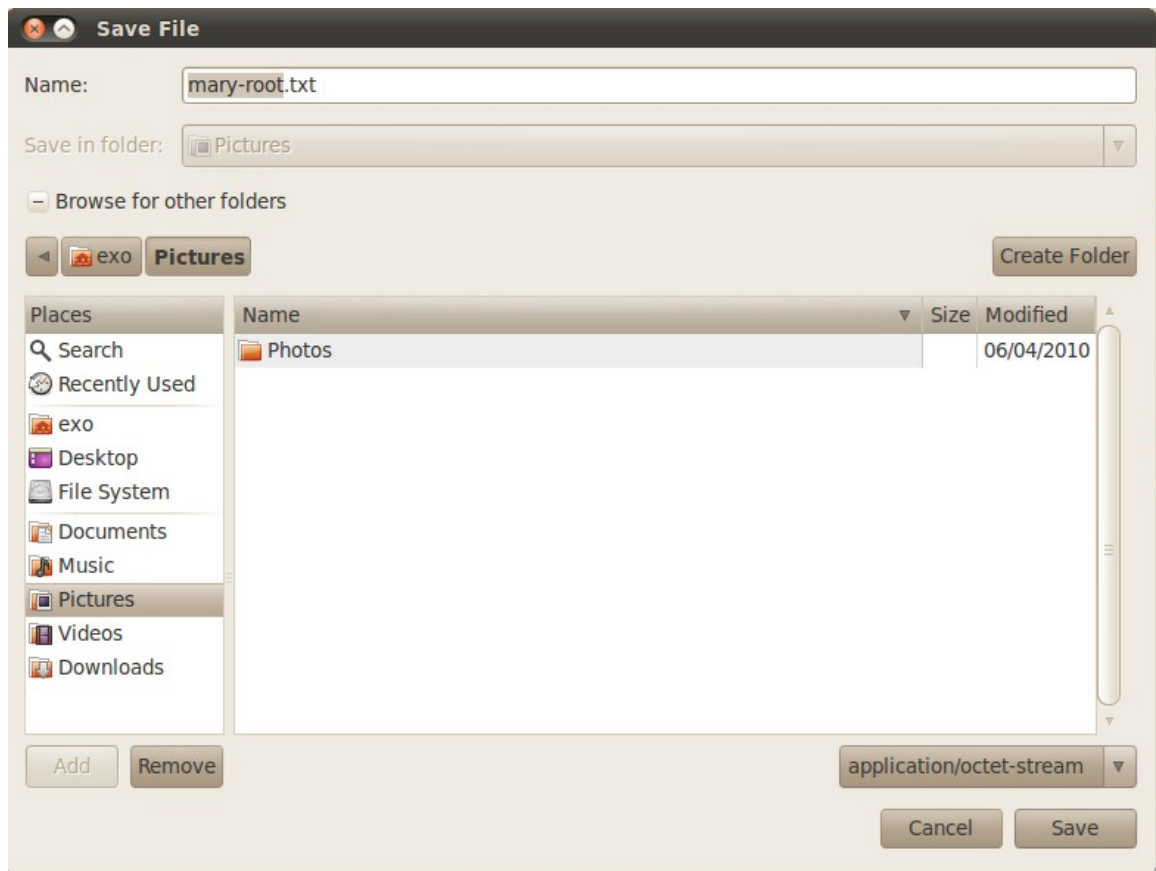 Save File
Name: mary-root.txt
Save in folder: Pictures
Browse for other folders
exo Pictures Create Folder
Places Name Size Modified
Search Photos 06/04/2010
Recently Used
exo
Desktop
File System
Documents
Music
Pictures
Videos
Downloads
Add Remove application/octet-stream
Cancel Save